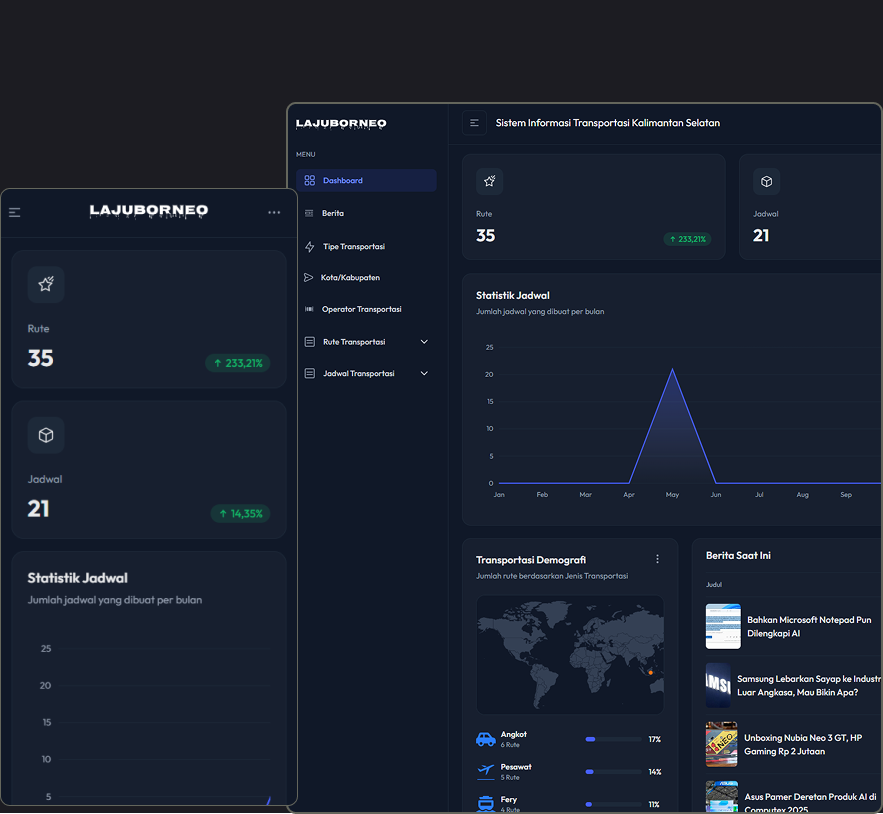 LAJUBORNEO
Rute
35
↑ 233,21%
Jadwal
21
↑ 14,35%
Statistik Jadwal
Jumlah jadwal yang dibuat per bulan
25
20
15
10
5
LAJUBORNEO
MENU
Dashboard
Berita
Tipe Transportasi
Kota/Kabupaten
Operator Transportasi
Rute Transportasi
Jadwal Transportasi
Sistem Informasi Transportasi Kalimantan Selatan
Rute
35
↑ 233,21%
Jadwal
21
Statistik Jadwal
Jumlah jadwal yang dibuat per bulan
25
20
15
10
5
0
Jan Feb Mar Apr May Jun Jul Aug Sep
Transportasi Demografi
Jumlah rute berdasarkan Jenis Transportasi
Angkot
6 Rute
17%
Pesawat
5 Rute
14%
Fery
4 Rute
11%
Berita Saat Ini
Judul
Bahkan Microsoft Notepad Pun
Dilengkapi AI
Samsung Lebarkan Sayap ke Industr
Luar Angkasa, Mau Bikin Apa?
Unboxing Nubia Neo 3 GT, HP
Gaming Rp 2 Jutaan
Asus Pamer Deretan Produk AI di
Computex 2025